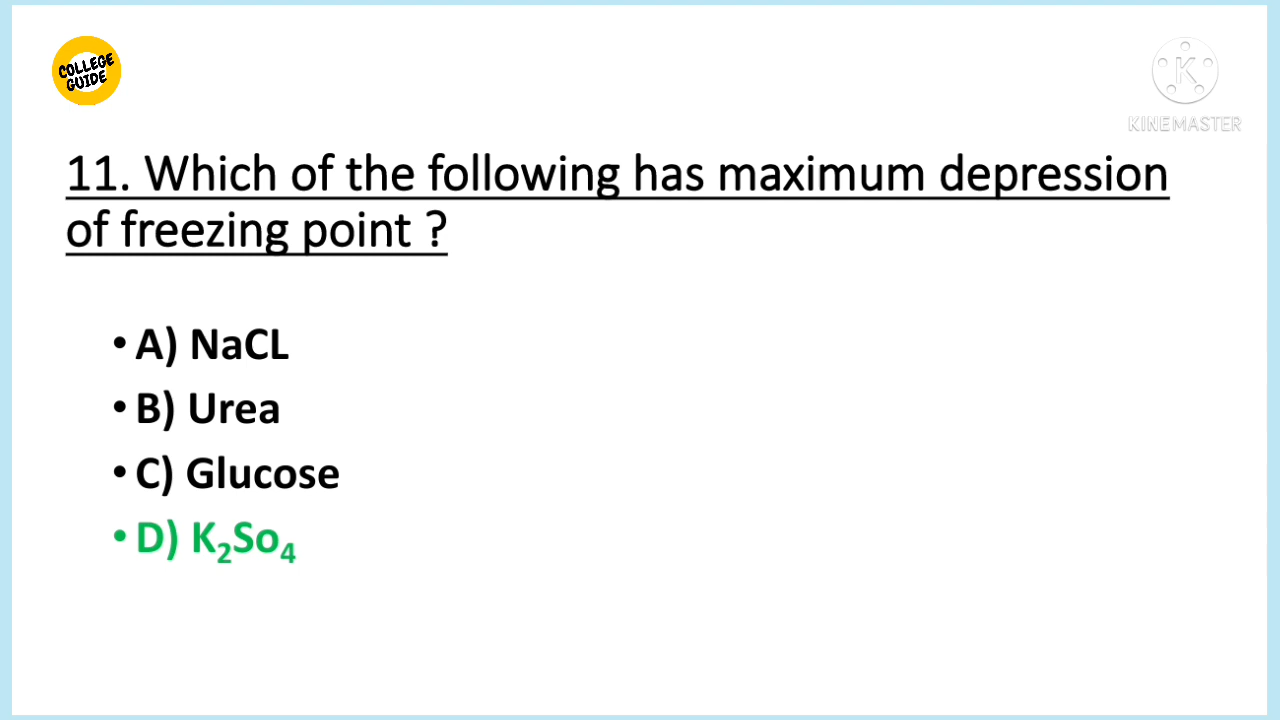 COLLEGE
GUIDE
K
KINEMASTER
11. Which of the following has maximum depression
of freezing point ?
• A) NaCL
• B) Urea
• C) Glucose
• D) K₂So₄